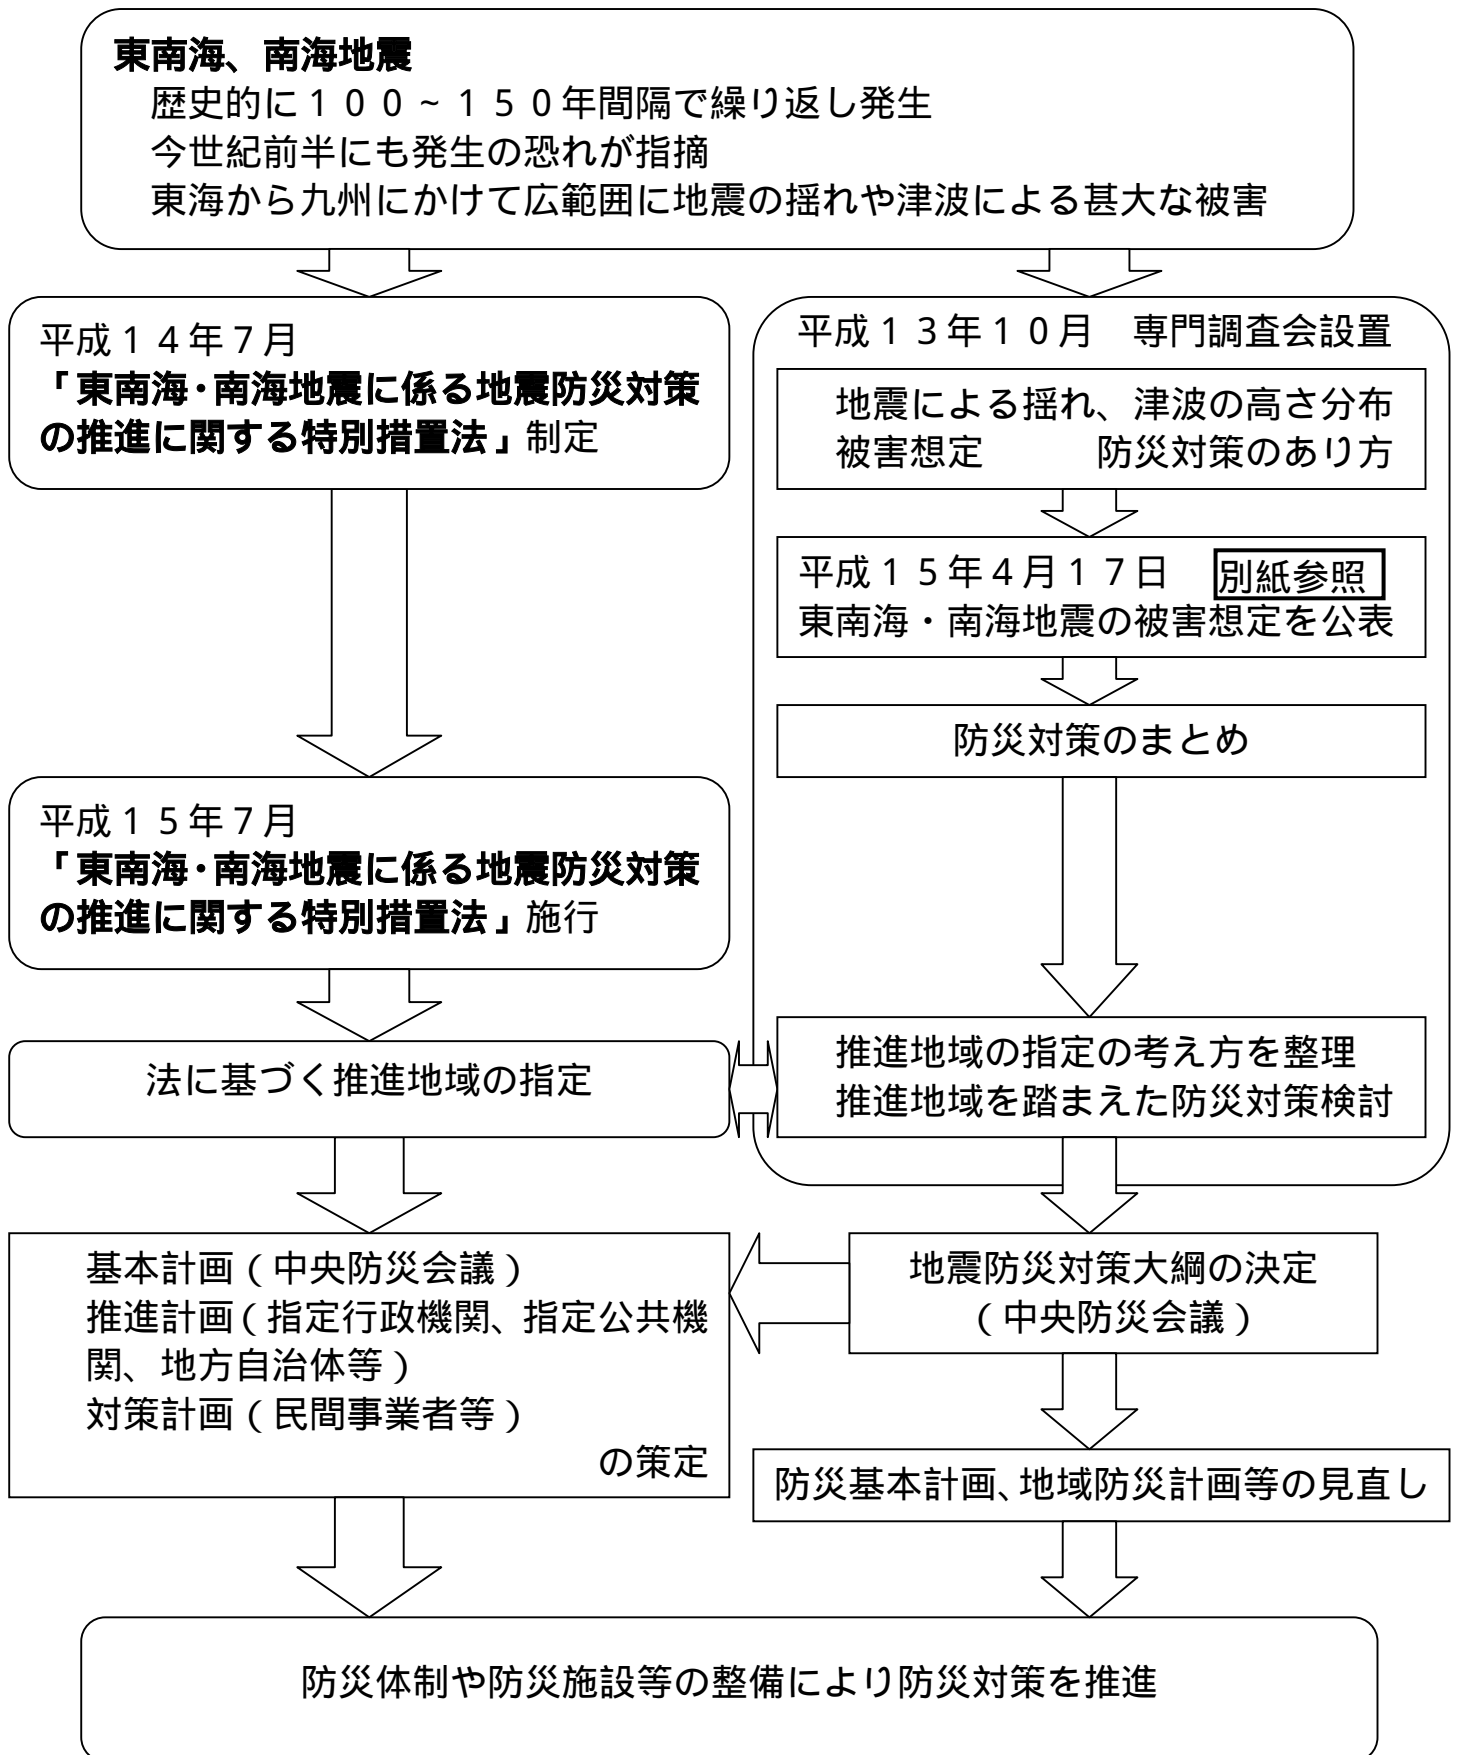 東南海、南海地震
歴史的に１００～１５０年間隔で繰り返し発生
今世紀前半にも発生の恐れが指摘
東海から九州にかけて広範囲に地震の揺れや津波による甚大な被害
平成１４年７月
「東南海･南海地震に係る地震防災対策
の推進に関する特別措置法」制定
平成１５年７月
「東南海･南海地震に係る地震防災対策
の推進に関する特別措置法」施行
法に基づく推進地域の指定
基本計画（中央防災会議）
推進計画（指定行政機関、指定公共機
関、地方自治体等）
対策計画（民間事業者等）
の策定
平成１３年１０月　専門調査会設置
地震による揺れ、津波の高さ分布
被害想定　　　防災対策のあり方
平成１５年４月１７日　別紙参照
東南海・南海地震の被害想定を公表
防災対策のまとめ
推進地域の指定の考え方を整理
推進地域を踏まえた防災対策検討
地震防災対策大綱の決定
（中央防災会議）
防災基本計画､地域防災計画等の見直し
防災体制や防災施設等の整備により防災対策を推進